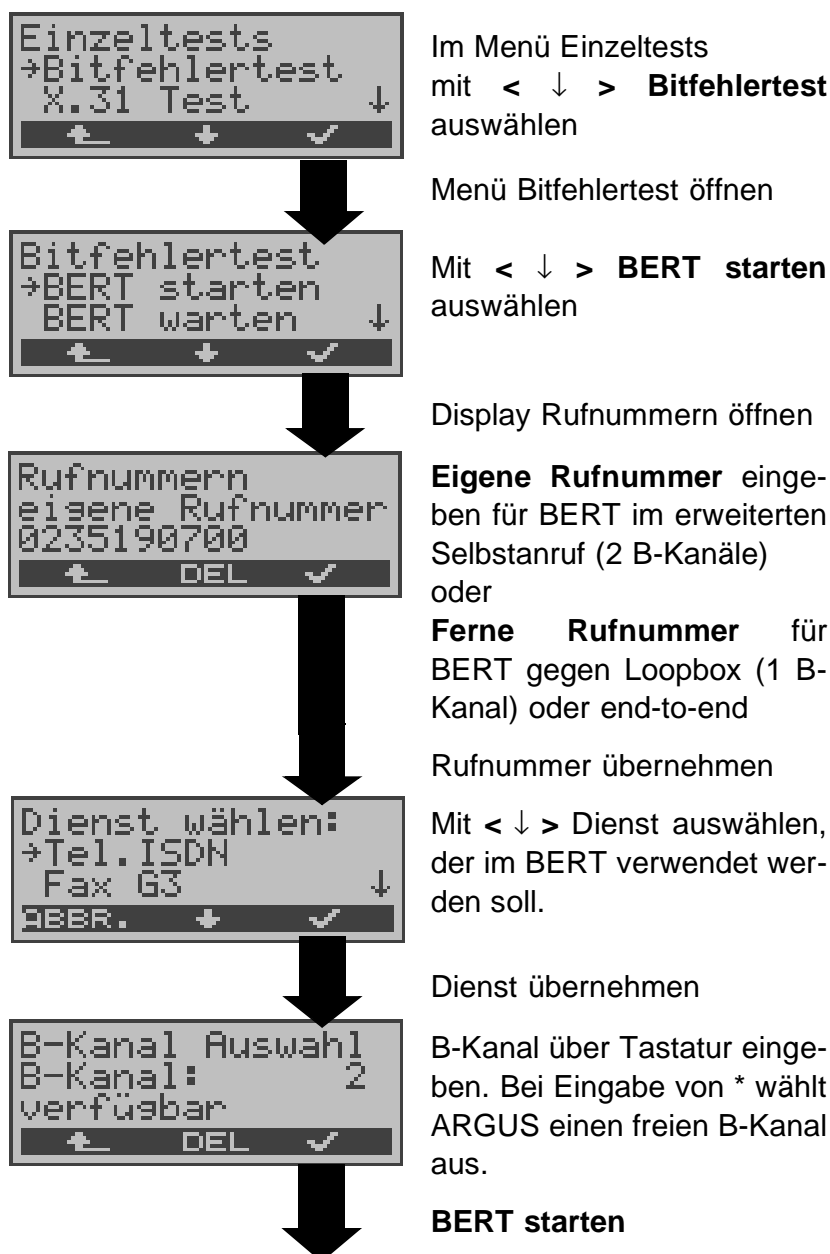 Einzeltests
→Bitfehlertest
X.31 Test ↓
Im Menü Einzeltests
mit < ↓ > Bitfehlertest
auswählen
Menü Bitfehlertest öffnen
Bitfehlertest
→BERT starten
BERT warten ↓
Mit < ↓ > BERT starten
auswählen
Display Rufnummern öffnen
Rufnummern
eigene Rufnummer
0235190700
DEL
Eigene Rufnummer einge-
ben für BERT im erweiterten
Selbstanruf (2 B-Kanäle)
oder
Ferne Rufnummer für
BERT gegen Loopbox (1 B-
Kanal) oder end-to-end
Rufnummer übernehmen
Dienst wählen:
→Tel.ISDN
Fax G3 ↓
ABBR.
Mit < ↓ > Dienst auswählen,
der im BERT verwendet wer-
den soll.
Dienst übernehmen
B-Kanal Auswahl
B-Kanal: 2
verfügbar
DEL
B-Kanal über Tastatur einge-
ben. Bei Eingabe von * wählt
ARGUS einen freien B-Kanal
aus.
BERT starten